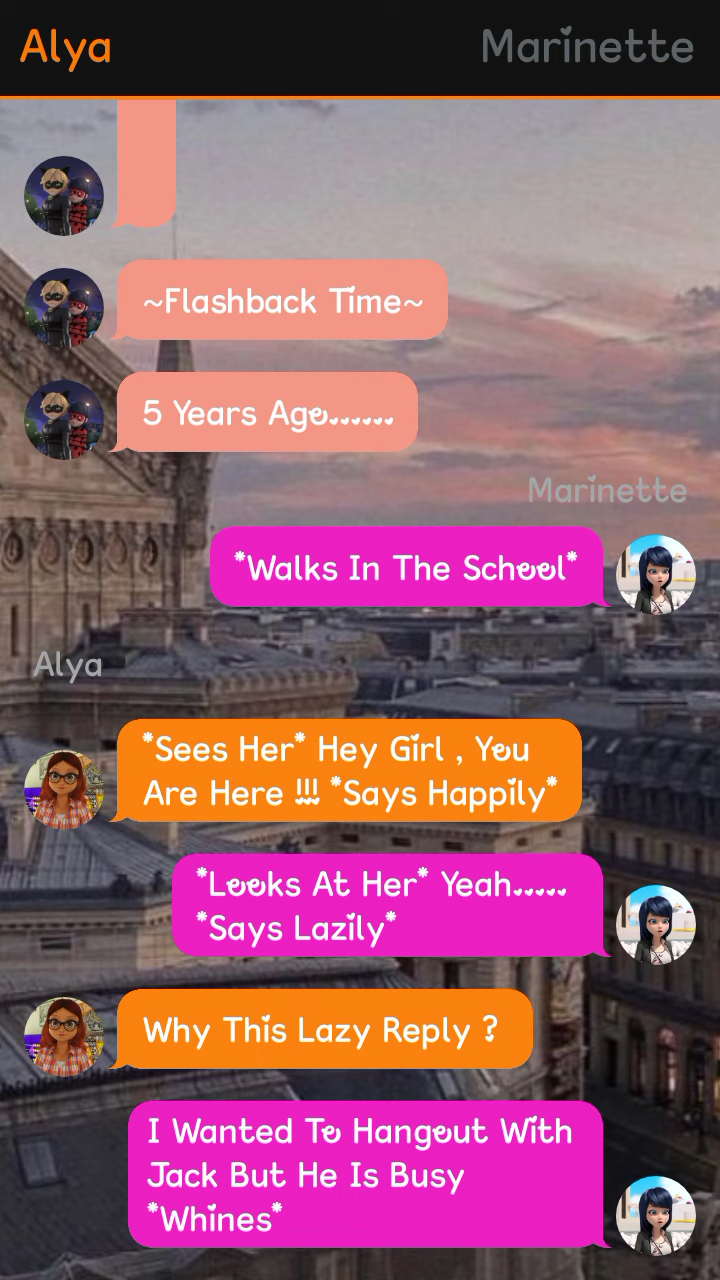 Alya
Marinette
~Flashback Time~
5 Years Ago......
Marinette
*Walks In The School*
Alya
*Sees Her* Hey Girl , You
Are Here !!! *Says Happily*
*Looks At Her* Yeah.....
*Says Lazily*
Why This Lazy Reply ?
I Wanted To Hangout With
Jack But He Is Busy
*Whines*